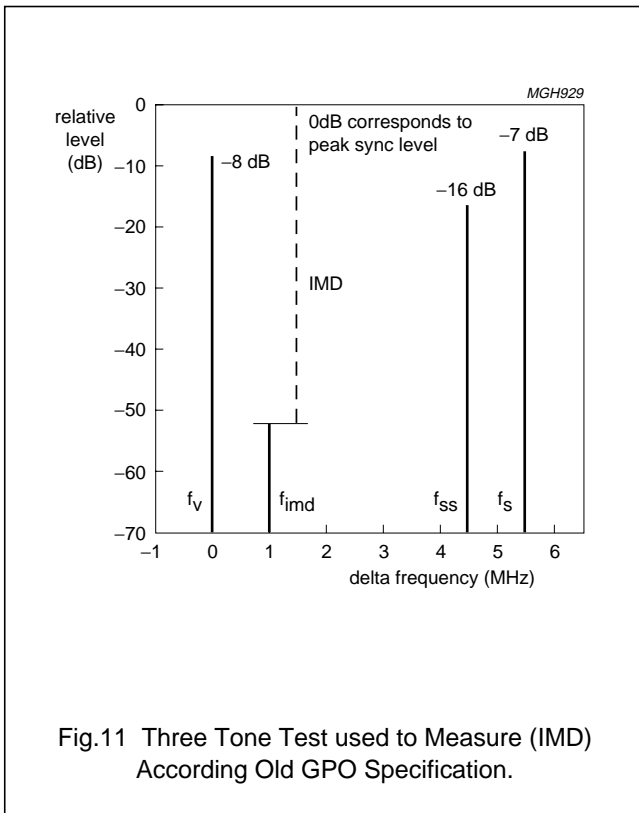 MGH929
relative
level
(dB)
0
0dB corresponds to
peak sync level
−7 dB
−8 dB
−10
−16 dB
−20
−30
IMD
−40
−50
−60
fv
fimd
fss
fs
−70
−1
0
1
2
3
4
5
6
delta frequency (MHz)
Fig.11 Three Tone Test used to Measure (IMD)
According Old GPO Specification.